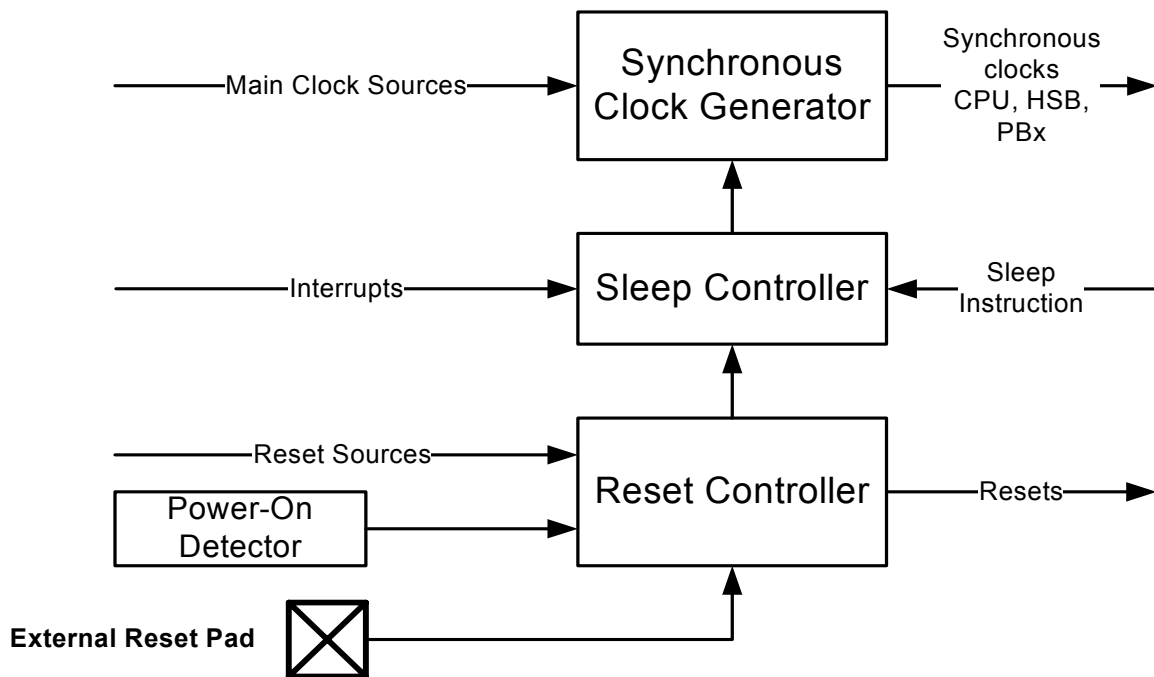 Main Clock Sources
Synchronous
Clock Generator
Synchronous
clocks
CPU, HSB,
PBx
Interrupts
Sleep Controller
Sleep
Instruction
Reset Sources
Power-On
Detector
Reset Controller
Resets
External Reset Pad